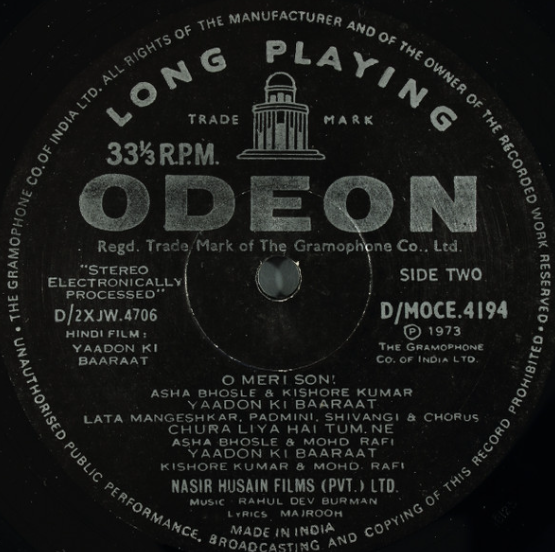 THE GRAMOPHONE CO. OF INDIA LTD. ALL RIGHTS OF THE MANUFACTURER AND OF THE OWNER OF THE RECORDED WORK RESERVED •
LONG PLAYING
TRADE MARK
33⅓ R.P.M.
ODEON
Regd. Trade Mark of The Gramophone Co., Ltd.
"STEREO
ELECTRONICALLY
PROCESSED"
D/2XJW.4706
HINDI FILM:
YAADON KI
BAARAAT
SIDE TWO
D/MOCE.4194
Ⓟ 1973
THE GRAMOPHONE
CO. OF INDIA LTD.
O MERI SONI
ASHA BHOSLE & KISHORE KUMAR
YAADON KI BAARAAT
LATA MANGESHKAR, PADMINI, SHIVANGI & CHORUS
CHURA LIYA HAI TUM.NE
ASHA BHOSLE & MOHD. RAFI
YAADON KI BAARAAT
KISHORE KUMAR & MOHD. RAFI
NASIR HUSAIN FILMS (PVT.) LTD.
MUSIC · RAHUL DEV BURMAN
LYRICS MAJROOH
MADE IN INDIA
• UNAUTHORISED PUBLIC PERFORMANCE, BROADCASTING AND COPYING OF THIS RECORD PROHIBITED •